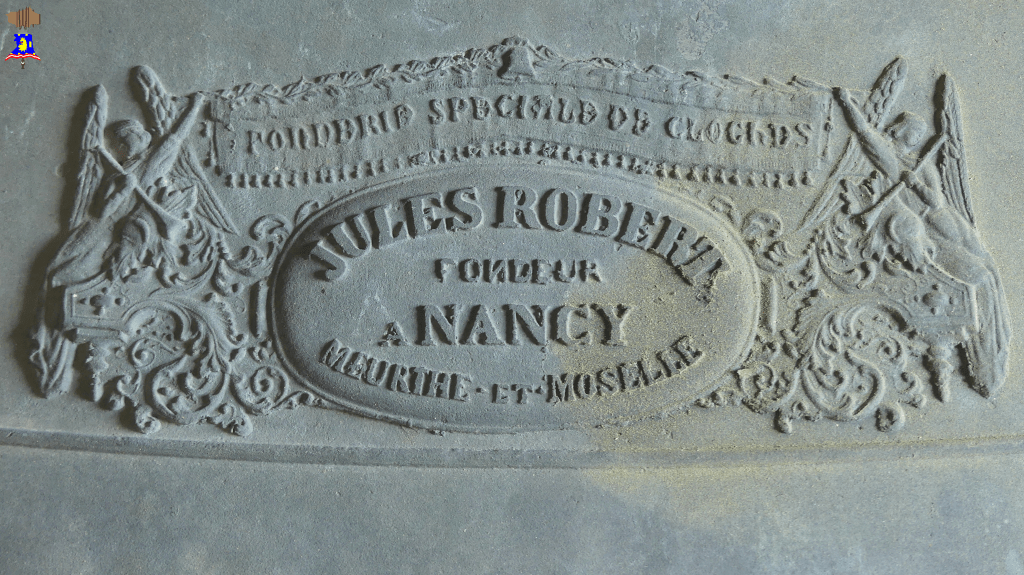 FONDERIE SPECIALE DE CLOCHES
JULES ROBERT
FONDEUR
A NANCY
MEURTHE-ET-MOSELLE